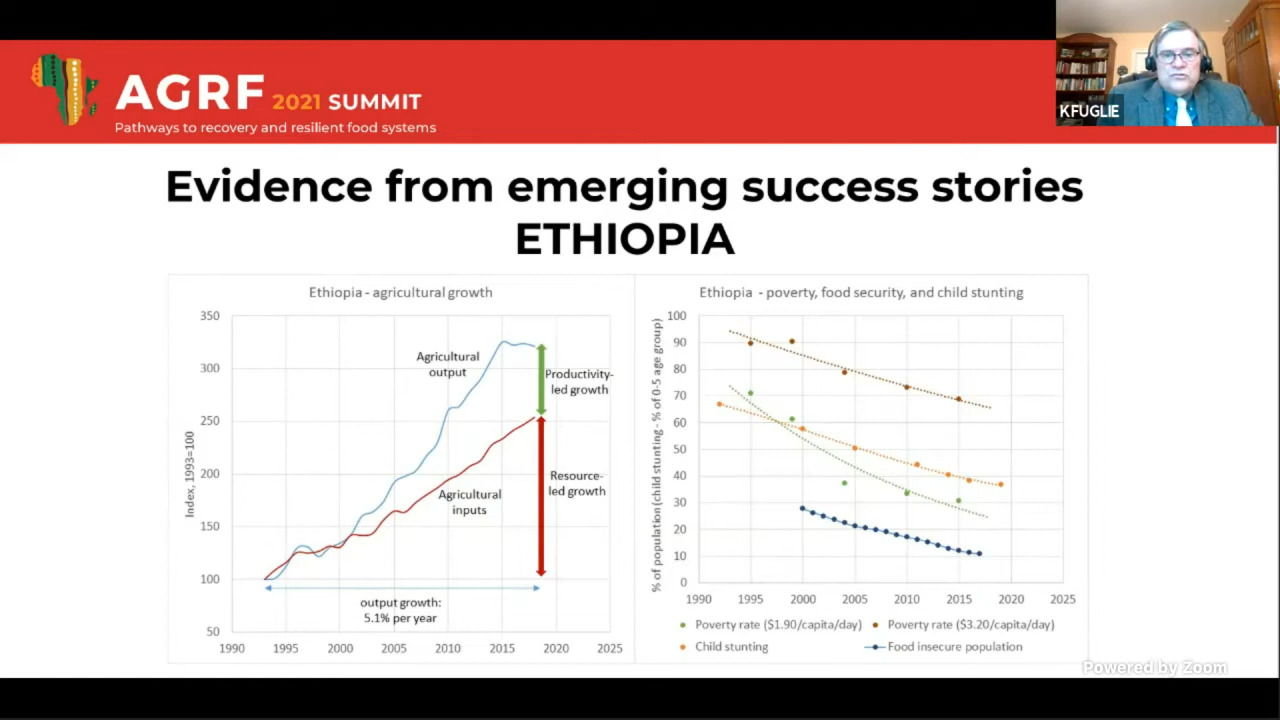 KFUGLIE
AGRF 2021 SUMMIT
Pathways to recovery and resilient food systems
Evidence from emerging success stories
ETHIOPIA
Ethiopia - agricultural growth
Index, 1993=100
350
300
250
200
150
100
50
Agricultural
output
Productivity-
led growth
Agricultural
inputs
Resource-
led growth
output growth:
5.1% per year
1990 1995 2000 2005 2010 2015 2020 2025
Ethiopia - poverty, food security, and child stunting
% of population (child stunting - % of 0-5 age group)
100
90
80
70
60
50
40
30
20
10
0
1990 1995 2000 2005 2010 2015 2020 2025
Poverty rate ($1.90/capita/day) Poverty rate ($3.20/capita/day)
Child stunting Food insecure population
Powered by Zoom